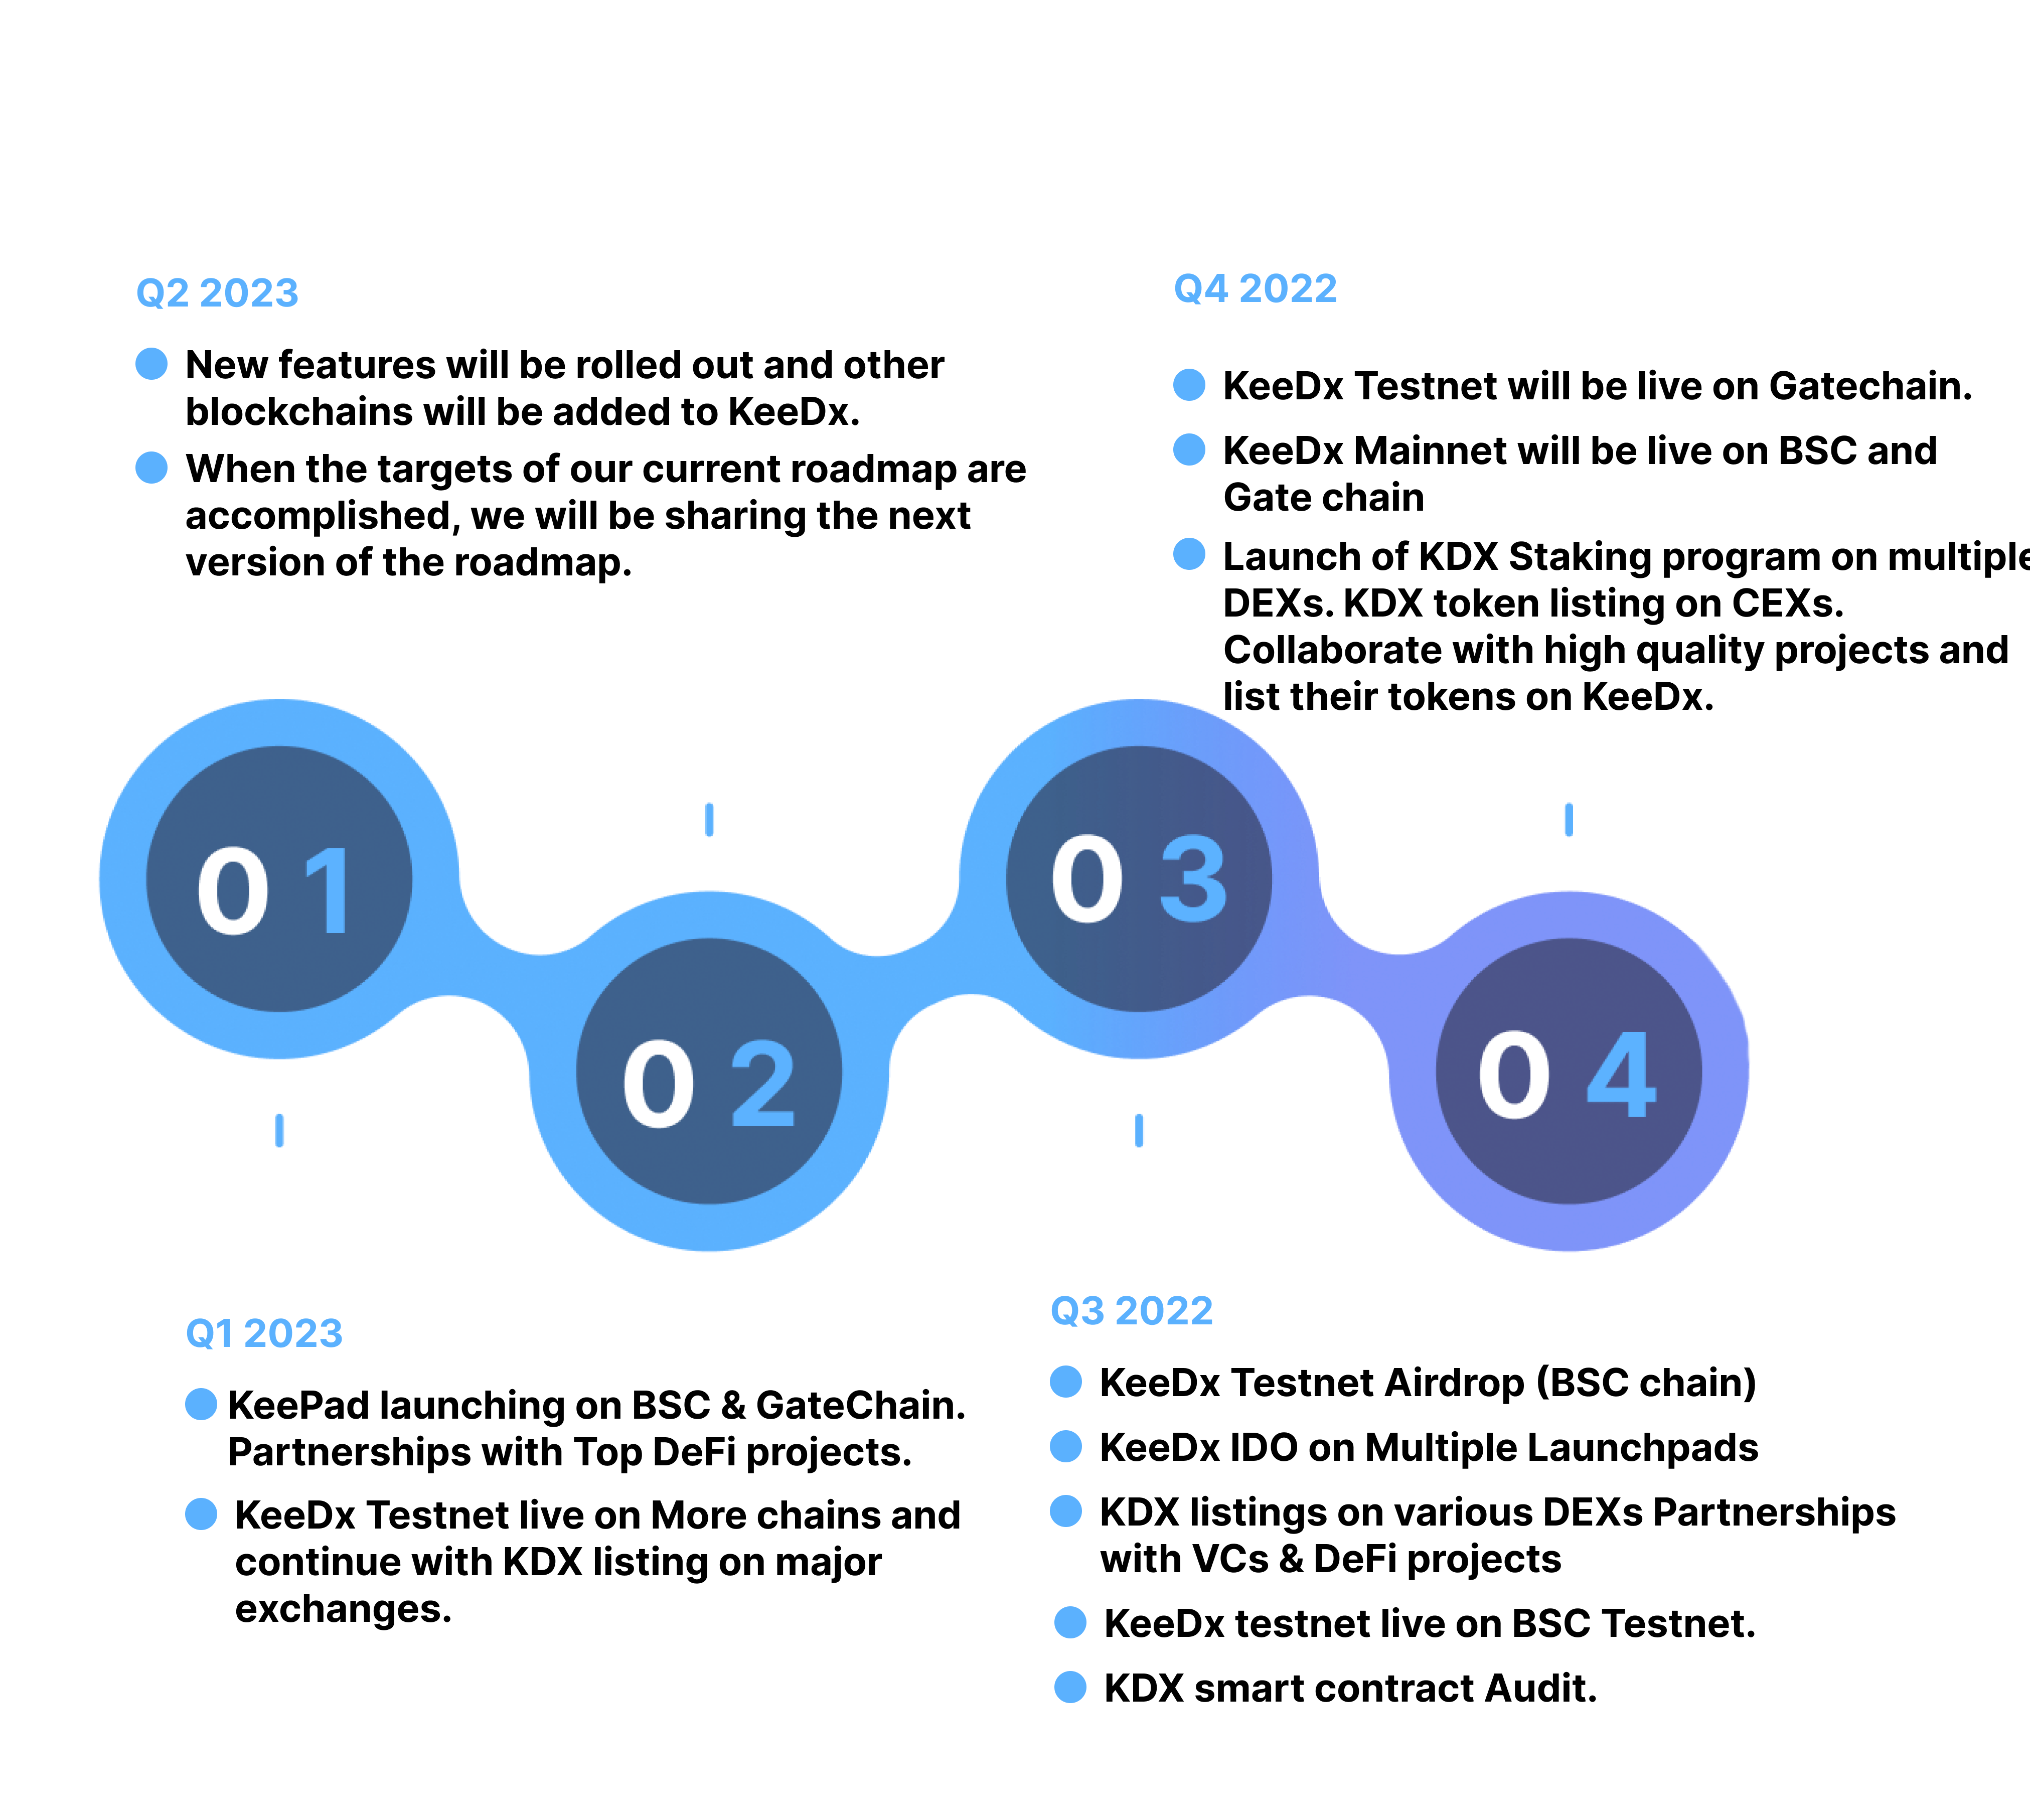 Q2 2023
New features will be rolled out and other
blockchains will be added to KeeDx.
When the targets of our current roadmap are
accomplished, we will be sharing the next
version of the roadmap.
Q4 2022
KeeDx Testnet will be live on Gatechain.
KeeDx Mainnet will be live on BSC and
Gate chain
Launch of KDX Staking program on multiple
DEXs. KDX token listing on CEXs.
Collaborate with high quality projects and
list their tokens on KeeDx.
01
02
03
04
Q1 2023
KeePad launching on BSC & GateChain.
Partnerships with Top DeFi projects.
KeeDx Testnet live on More chains and
continue with KDX listing on major
exchanges.
Q3 2022
KeeDx Testnet Airdrop (BSC chain)
KeeDx IDO on Multiple Launchpads
KDX listings on various DEXs Partnerships
with VCs & DeFi projects
KeeDx testnet live on BSC Testnet.
KDX smart contract Audit.